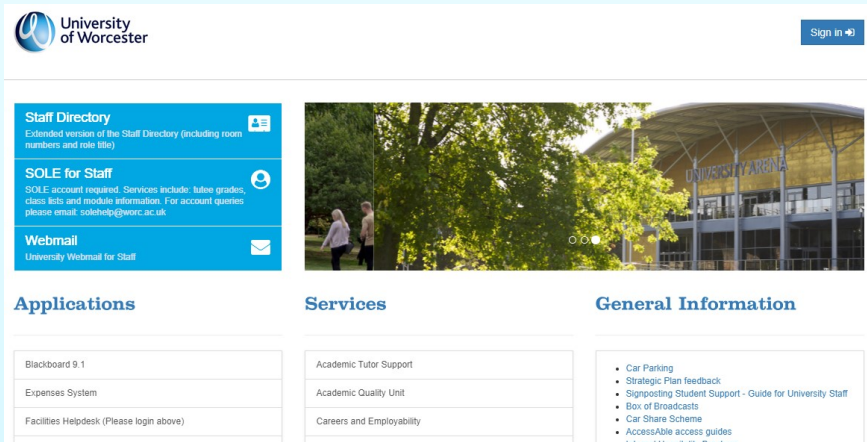 University
of Worcester
Sign in
Staff Directory
Extended version of the Staff Directory (including room
numbers and role title)
SOLE for Staff
SOLE account required. Services include: tutee grades,
class lists and module information. For account queries
please email: solehelp@worc.ac.uk
Webmail
University Webmail for Staff
UNIVERSITY ARENA
Applications
Blackboard 9.1
Expenses System
Facilities Helpdesk (Please login above)
Services
Academic Tutor Support
Academic Quality Unit
Careers and Employability
General Information
Car Parking
Strategic Plan feedback
Signposting Student Support - Guide for University Staff
Box of Broadcasts
Car Share Scheme
AccessAble access guides